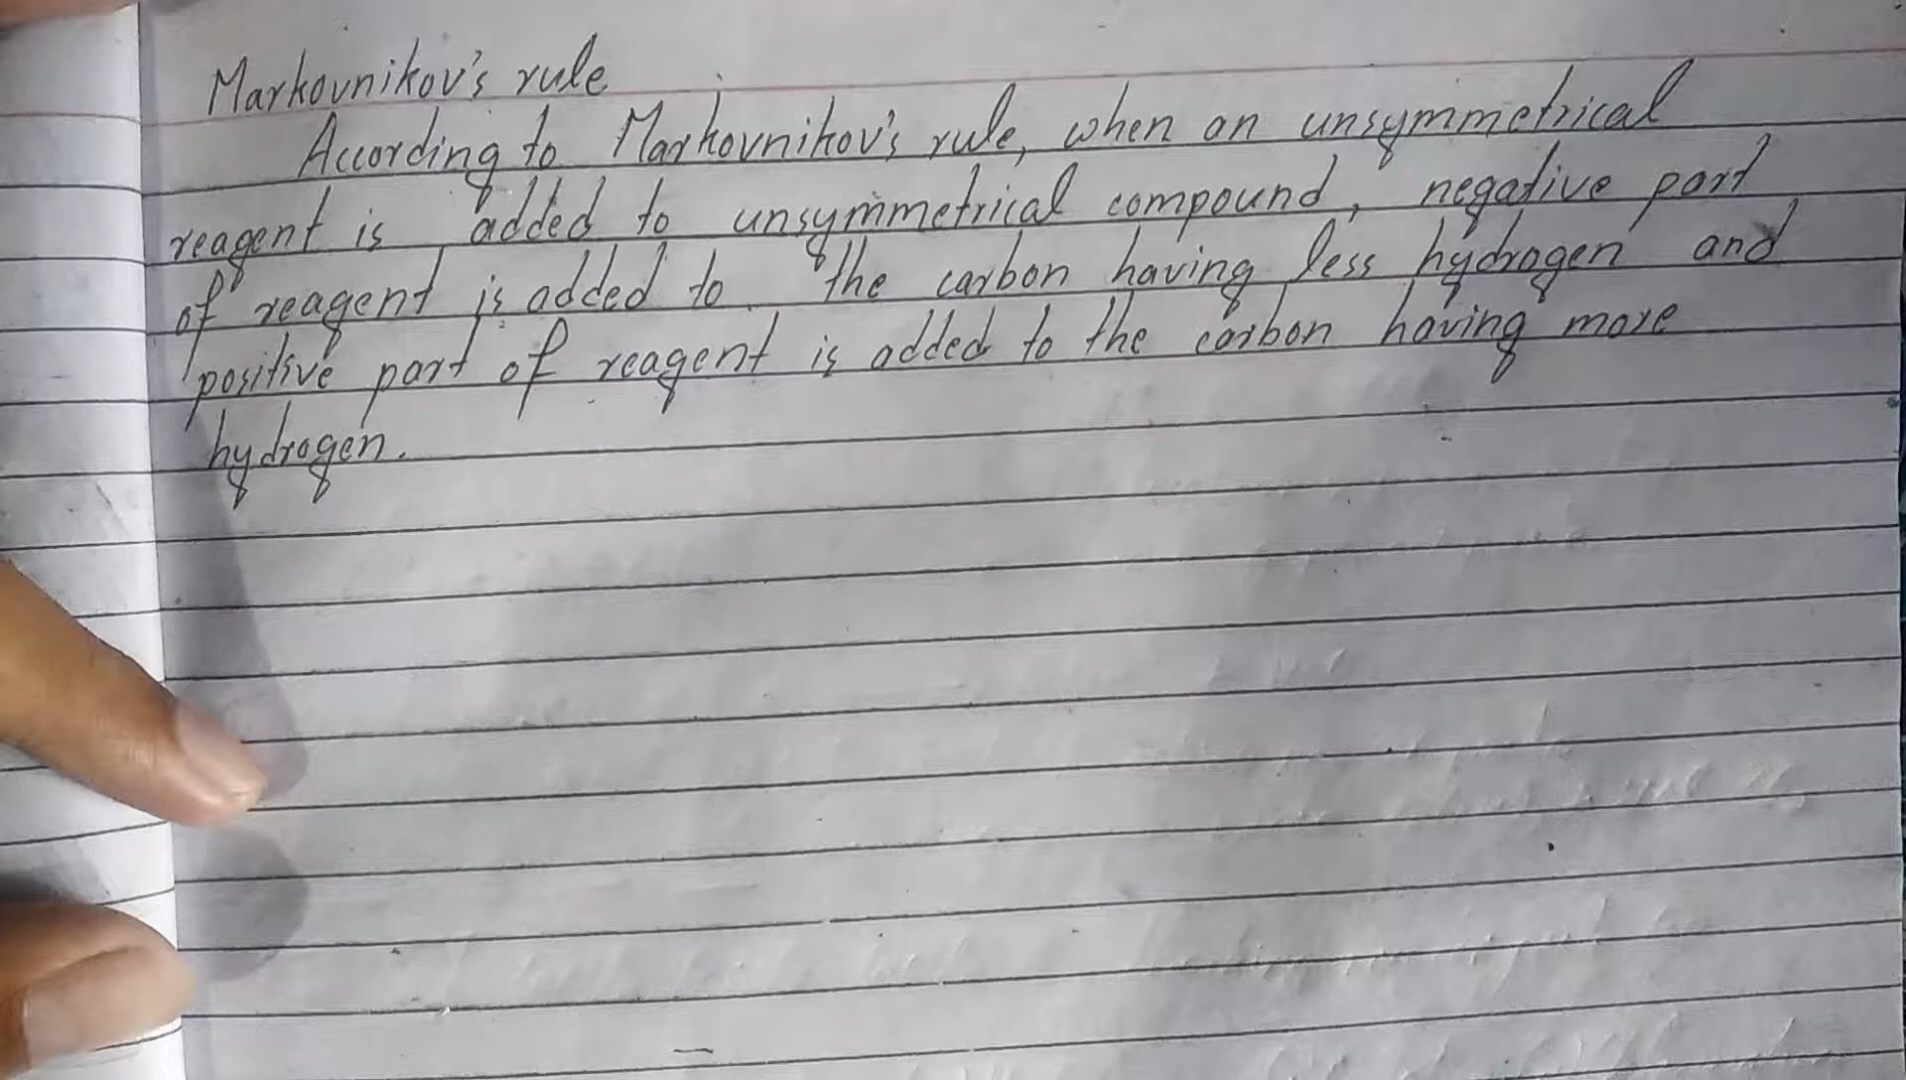 Markovnikov's rule
According to Markovnikov's rule, when an unsymmetrical
reagent is added to unsymmetrical compound, negative part
of reagent is added to the carbon having less hydrogen and
positive part of reagent is added to the carbon having more
hydrogen.